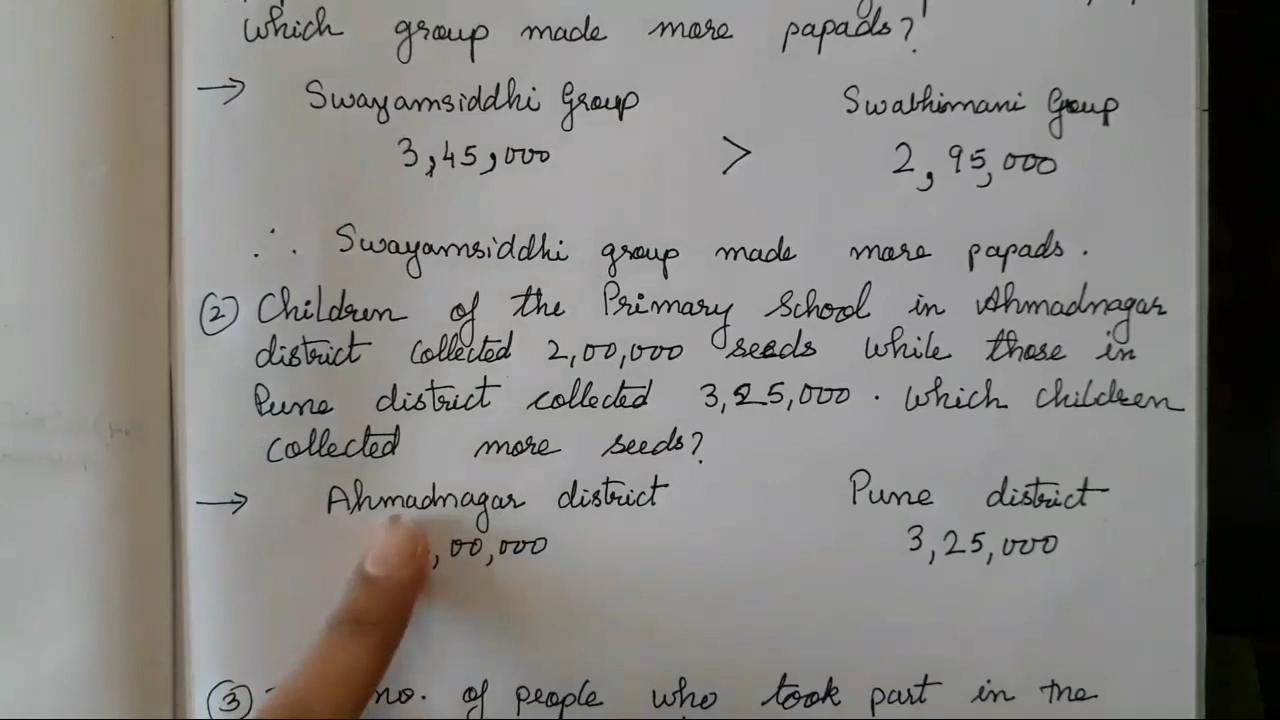 which group made more papads?
→ Swayamsiddhi Group Swabhimani Group
3,45,000 > 2,95,000
∴ Swayamsiddhi group made more papads.
② Children of the Primary School in Ahmadnagar
district collected 2,00,000 seeds while those in
Pune district collected 3,25,000. Which children
collected more seeds?
→ Ahmadnagar district Pune district
,00,000 3,25,000
③ no. of people who took part in the